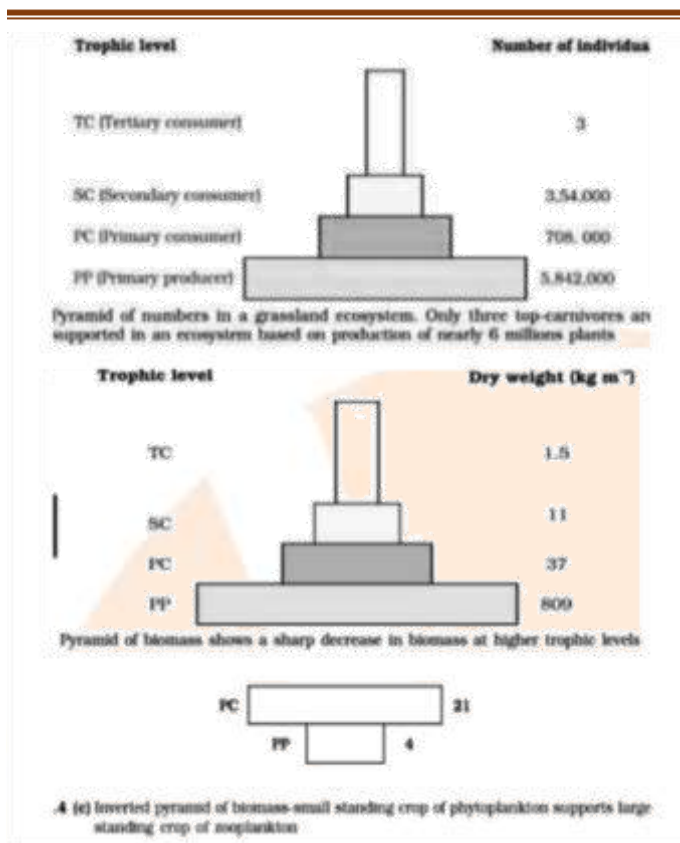 Trophic level Number of individua
TC (Tertiary consumer) 3
SC (Secondary consumer) 3,54,000
PC (Primary consumer) 708, 000
PP (Primary producer) 5,842,000
Pyramid of numbers in a grassland ecosystem. Only three top-carnivores are
supported in an ecosystem based on production of nearly 6 millions plants
Trophic level Dry weight (kg m⁻²)
TC 1.5
SC 11
PC 37
PP 809
Pyramid of biomass shows a sharp decrease in biomass at higher trophic levels
PC 21
PP 4
.4 (c) Inverted pyramid of biomass-small standing crop of phytoplankton supports large
standing crop of zooplankton